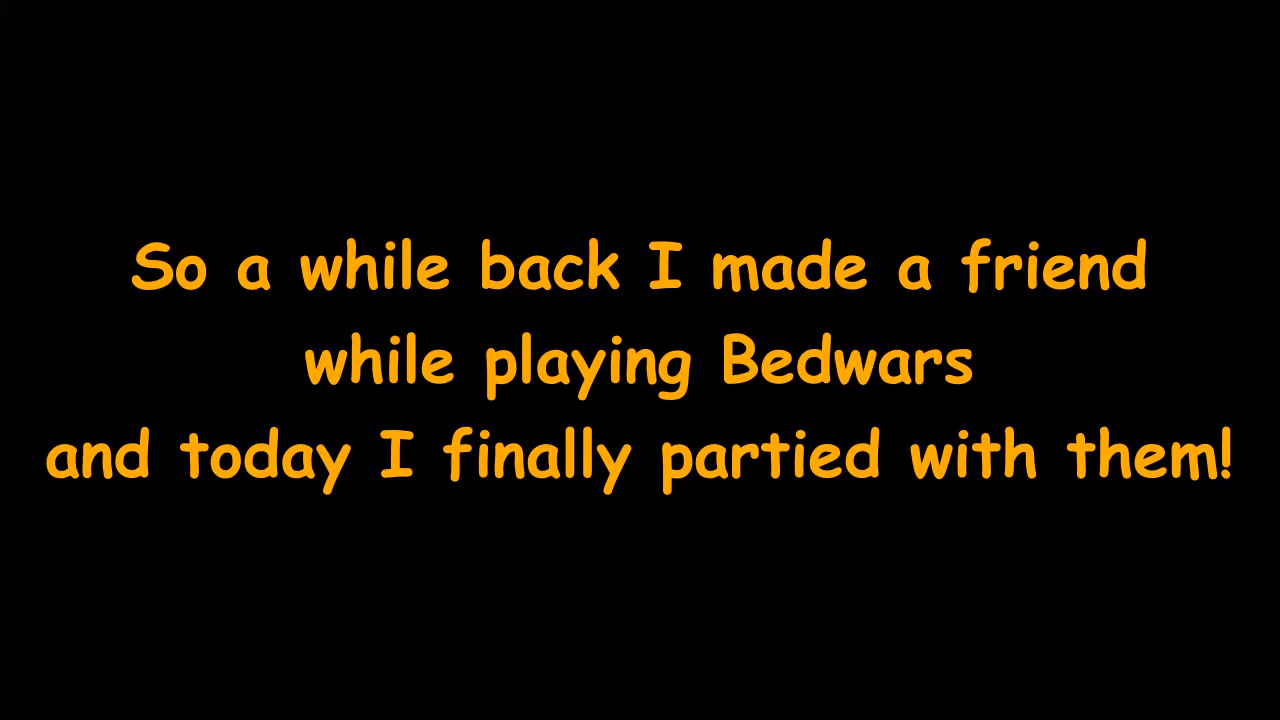 So a while back I made a friend
while playing Bedwars
and today I finally partied with them!